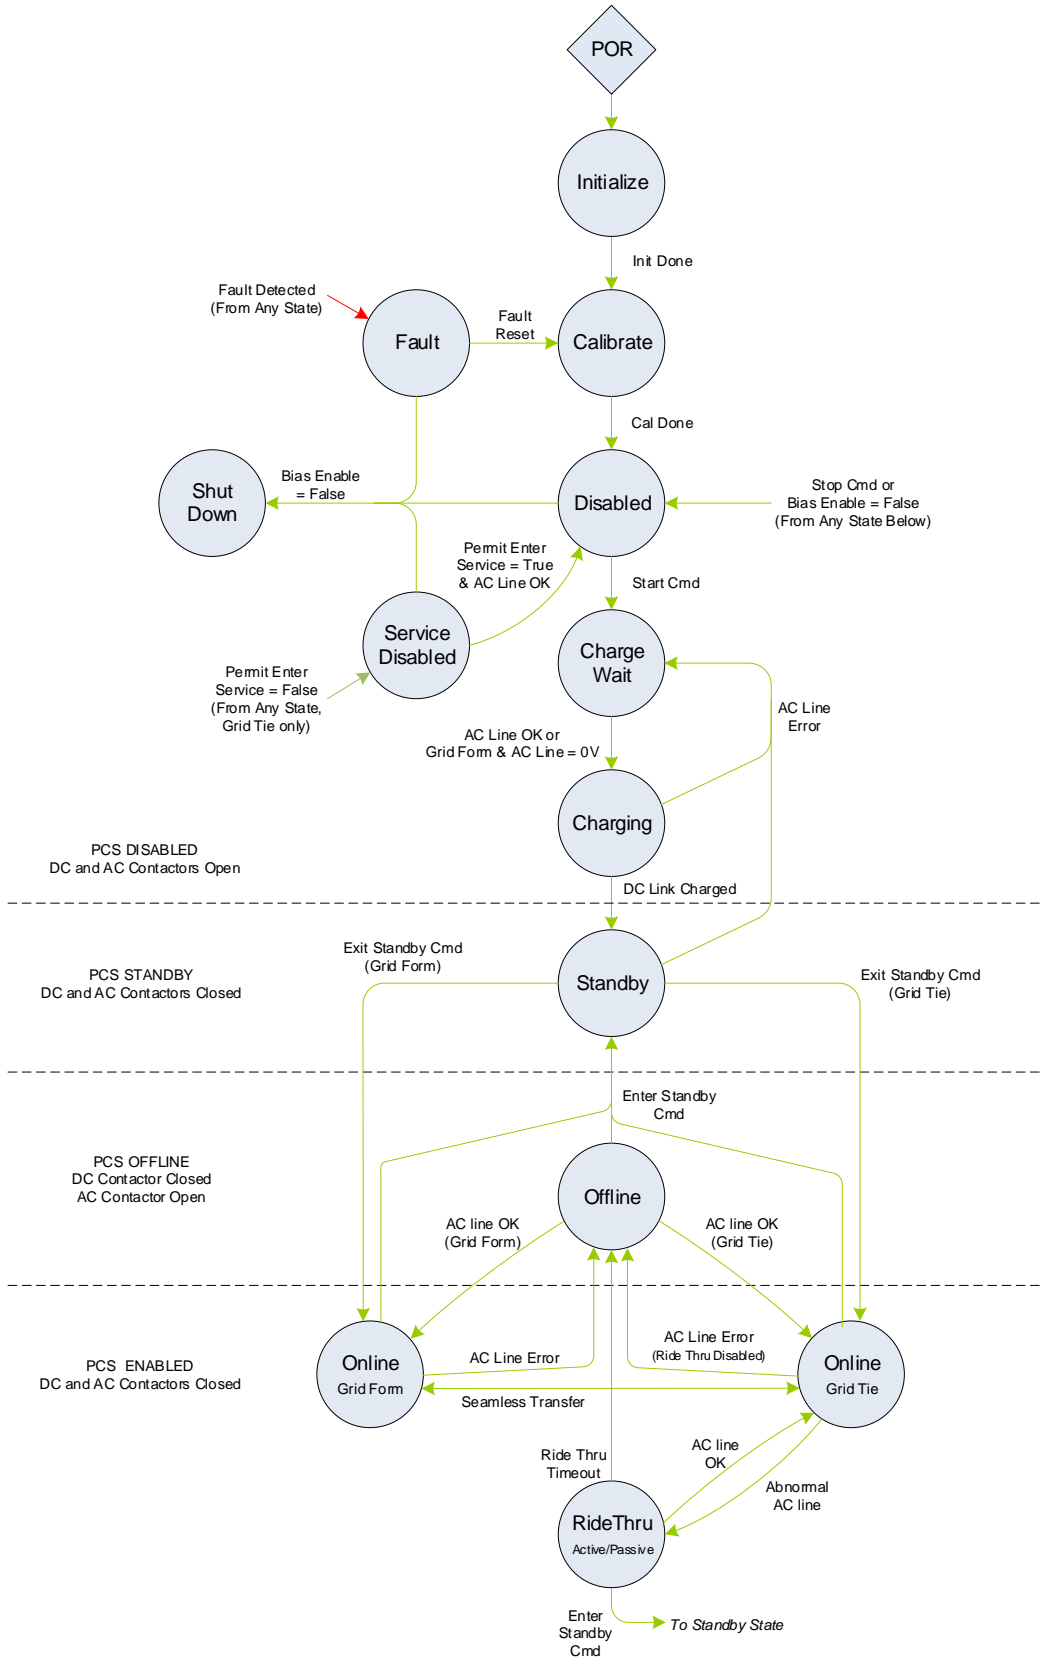 POR
Initialize
Init Done
Fault Detected
(From Any State)
Fault
Fault
Reset
Calibrate
Cal Done
Shut
Down
Bias Enable
= False
Disabled
Stop Cmd or
Bias Enable = False
(From Any State Below)
Permit Enter
Service = True
& AC Line OK
Start Cmd
Service
Disabled
Charge
Wait
Permit Enter
Service = False
(From Any State,
Grid Tie only)
AC Line
Error
AC Line OK or
Grid Form & AC Line = 0V
Charging
PCS DISABLED
DC and AC Contactors Open
DC Link Charged
Exit Standby Cmd
(Grid Form)
PCS STANDBY
DC and AC Contactors Closed
Standby
Exit Standby Cmd
(Grid Tie)
Enter Standby
Cmd
PCS OFFLINE
DC Contactor Closed
AC Contactor Open
Offline
AC line OK
(Grid Form)
AC line OK
(Grid Tie)
PCS ENABLED
DC and AC Contactors Closed
Online
Grid Form
AC Line Error
AC Line Error
(Ride Thru Disabled)
Online
Grid Tie
Seamless Transfer
Ride Thru
Timeout
AC line
OK
Abnormal
AC line
RideThru
Active/Passive
Enter
Standby
Cmd
To Standby State